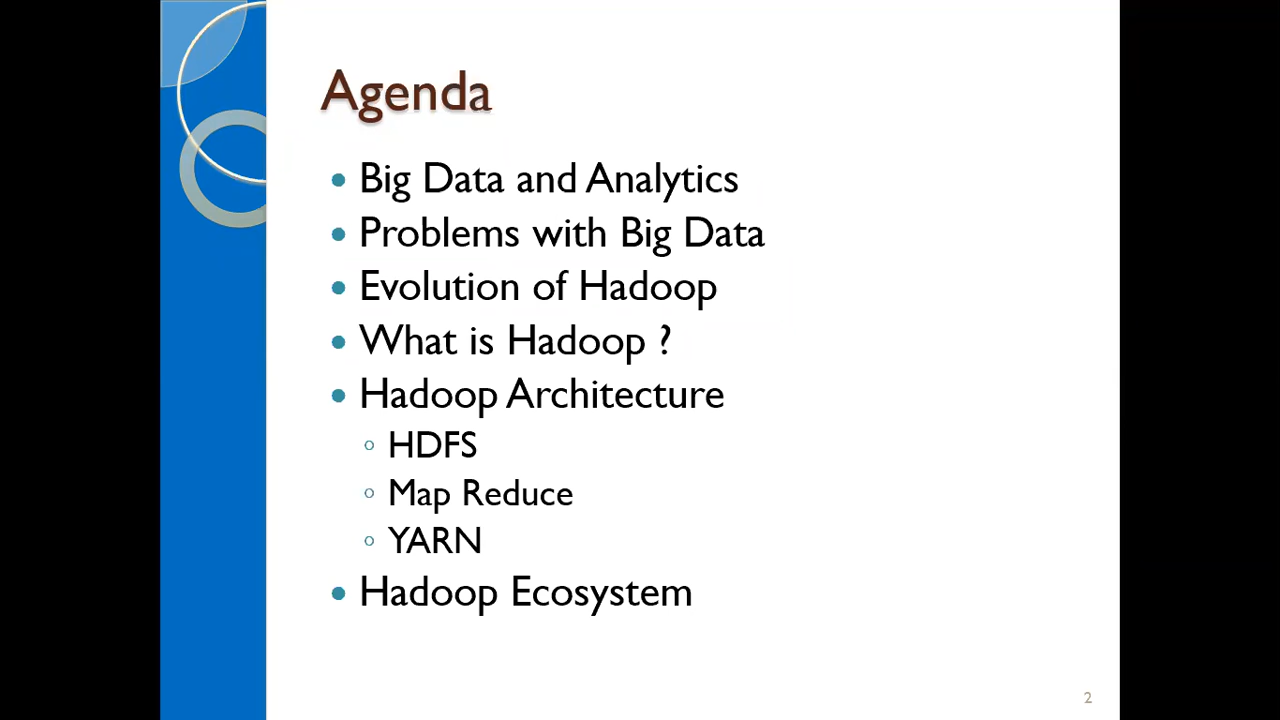 Agenda
• Big Data and Analytics
• Problems with Big Data
• Evolution of Hadoop
• What is Hadoop ?
• Hadoop Architecture
◦ HDFS
◦ Map Reduce
◦ YARN
• Hadoop Ecosystem
2